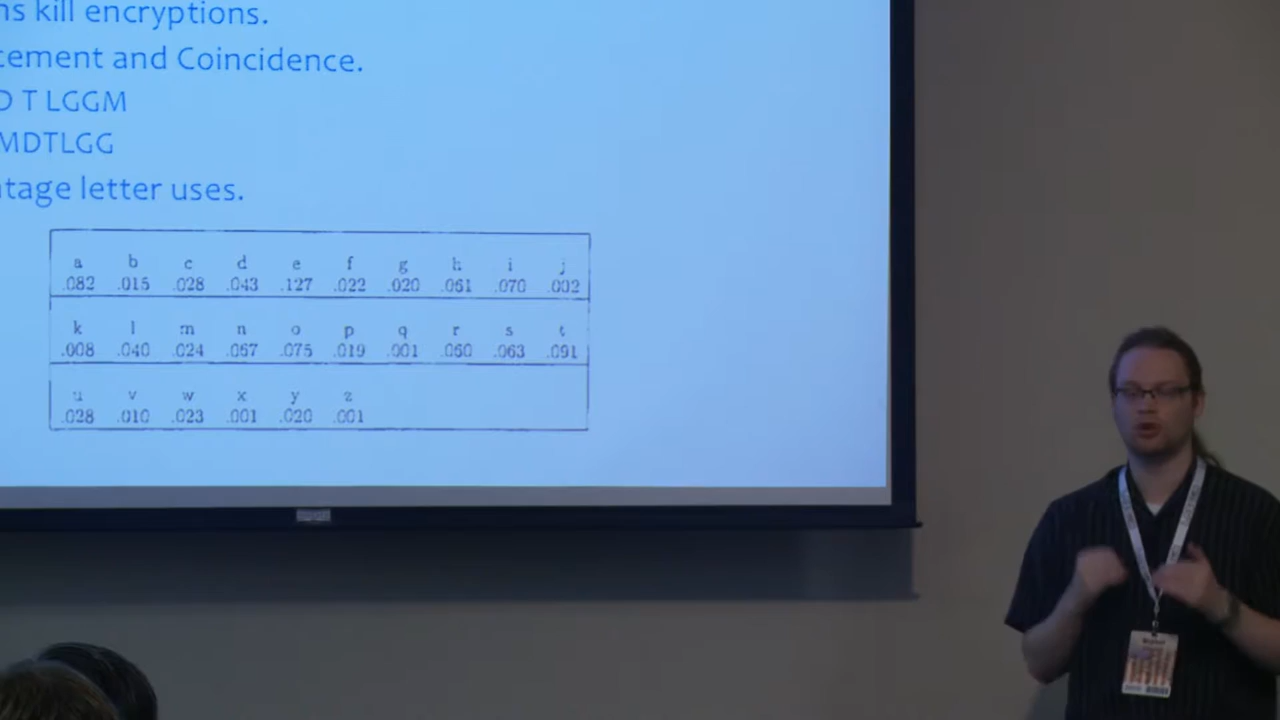 ns kill encryptions.
cement and Coincidence.
D T LGGM
MDTLGG
ntage letter uses.
a b c d e f g h i j
.082 .015 .028 .043 .127 .022 .020 .061 .070 .002
k l m n o p q r s t
.008 .040 .024 .067 .075 .019 .001 .060 .063 .091
u v w x y z
.028 .010 .023 .001 .020 .001